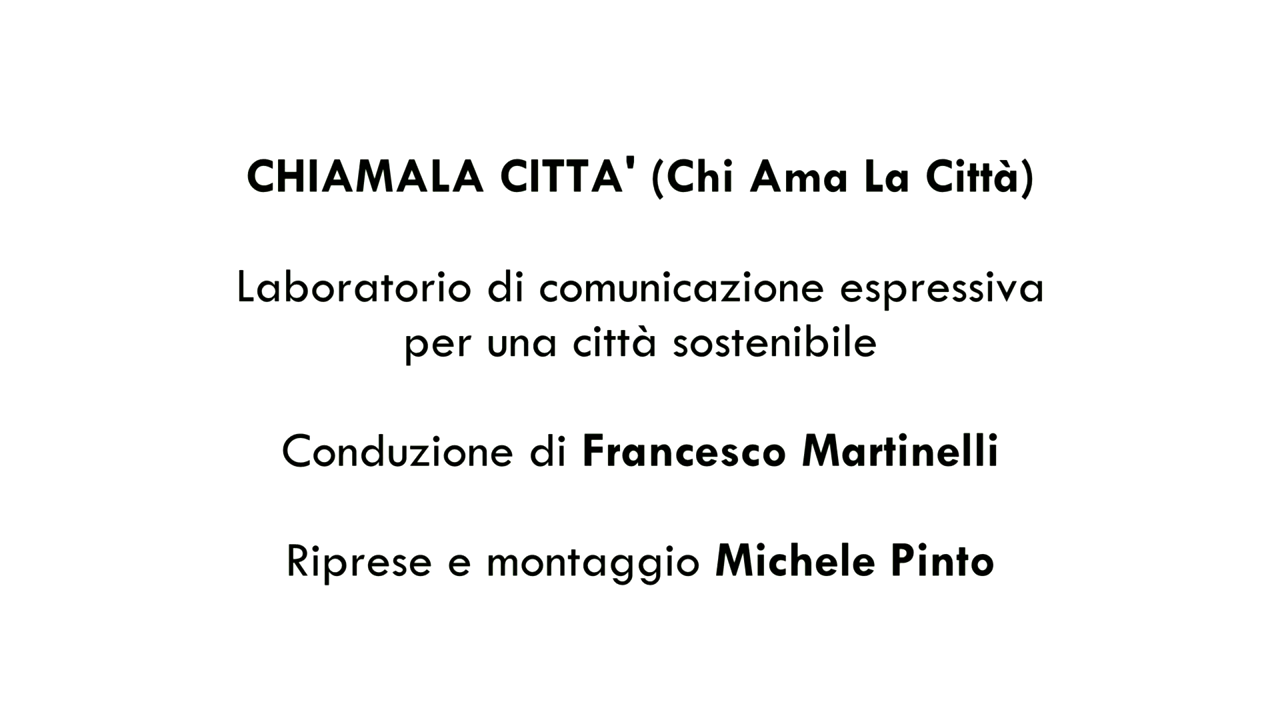 CHIAMALA CITTA' (Chi Ama La Città)
Laboratorio di comunicazione espressiva
per una città sostenibile
Conduzione di Francesco Martinelli
Riprese e montaggio Michele Pinto